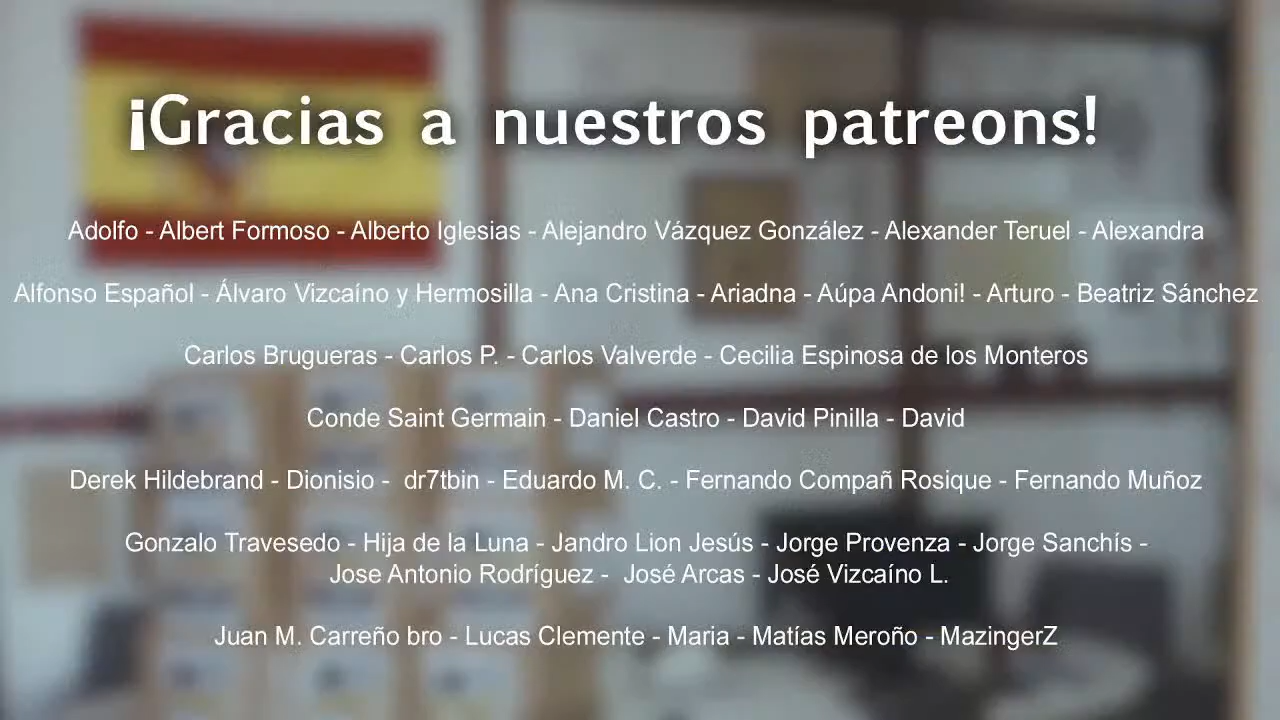 ¡Gracias a nuestros patreons!
Adolfo - Albert Formoso - Alberto Iglesias - Alejandro Vázquez González - Alexander Teruel - Alexandra
Alfonso Español - Álvaro Vizcaíno y Hermosilla - Ana Cristina - Ariadna - Aúpa Andoni! - Arturo - Beatriz Sánchez
Carlos Brugueras - Carlos P. - Carlos Valverde - Cecilia Espinosa de los Monteros
Conde Saint Germain - Daniel Castro - David Pinilla - David
Derek Hildebrand - Dionisio -  dr7tbin - Eduardo M. C. - Fernando Compañ Rosique - Fernando Muñoz
Gonzalo Travesedo - Hija de la Luna - Jandro Lion Jesús - Jorge Provenza - Jorge Sanchís -
Jose Antonio Rodríguez -  José Arcas - José Vizcaíno L.
Juan M. Carreño bro - Lucas Clemente - Maria - Matías Meroño - MazingerZ